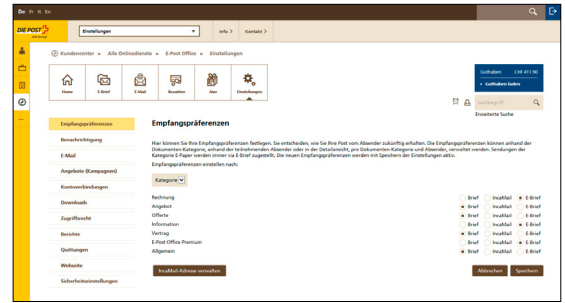 De Fr It En
DIE POST
Einstellungen
Info >
Kontakt >
Kundencenter ▸ Alle Onlinedienste ▸ E-Post Office ▸ Einstellungen
Home
E-Brief
E-Mail
Bezahlen
Abo
Einstellungen
Guthaben CHF 411.90
▸ Guthaben laden
Suchbegriff
Erweiterte Suche
Empfangspräferenzen
Benachrichtigung
E-Mail
Angebote (Kampagnen)
Kontoverbindungen
Downloads
Zugriffsrecht
Berichte
Quittungen
Webseite
Sicherheitseinstellungen
Empfangspräferenzen
Hier können Sie Ihre Empfangspräferenzen festlegen. Sie entscheiden, wie Sie Ihre Post vom Absender zukünftig erhalten. Die Empfangspräferenzen können anhand der
Dokumenten-Kategorie, anhand der teilnehmenden Absender oder in der Detailansicht, pro Dokumenten-Kategorie und Absender, verwaltet werden. Sendungen der
Kategorie E-Paper werden immer via E-Brief zugestellt. Die neuen Empfangspräferenzen werden mit Speichern der Einstellungen aktiv.
Empfangspräferenzen einstellen nach:
Kategorie
Rechnung Brief IncaMail E-Brief
Angebot Brief IncaMail E-Brief
Offerte Brief IncaMail E-Brief
Information Brief IncaMail E-Brief
Vertrag Brief IncaMail E-Brief
E-Post Office Premium Brief IncaMail E-Brief
Allgemein Brief IncaMail E-Brief
IncaMail-Adresse verwalten
Abbrechen
Speichern